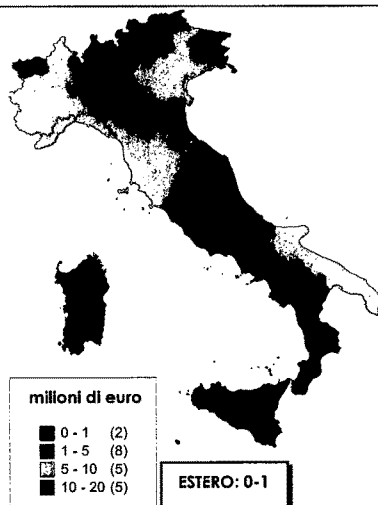 milioni di euro
0 - 1 (2)
1 - 5 (8)
5 - 10 (5)
10 - 20 (5)
ESTERO: 0-1